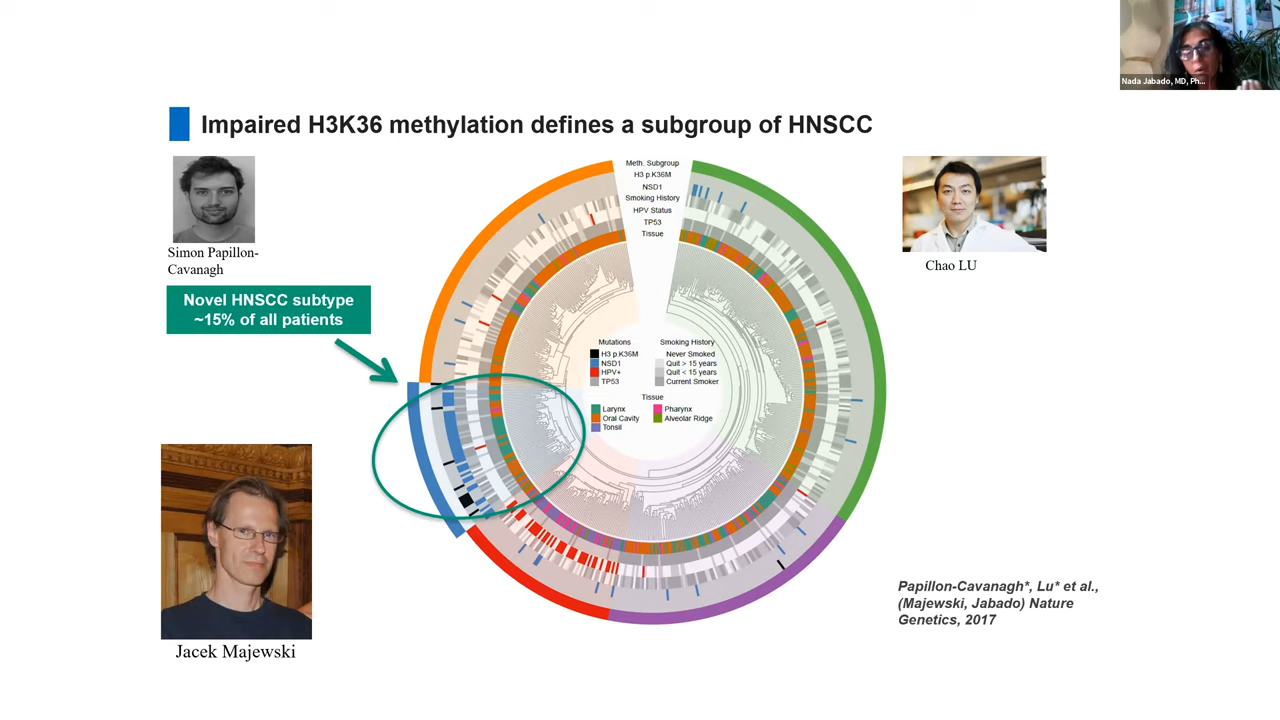 Nada Jabado, MD, Ph...
Impaired H3K36 methylation defines a subgroup of HNSCC
Simon Papillon-
Cavanagh
Novel HNSCC subtype
~15% of all patients
Jacek Majewski
Meth. Subgroup
H3 p.K36M
NSD1
Smoking History
HPV Status
TP53
Tissue
Mutations
H3 p.K36M
NSD1
HPV+
TP53
Smoking History
Never Smoked
Quit > 15 years
Quit < 15 years
Current Smoker
Tissue
Larynx
Oral Cavity
Tonsil
Pharynx
Alveolar Ridge
Chao LU
Papillon-Cavanagh*, Lu* et al.,
(Majewski, Jabado) Nature
Genetics, 2017